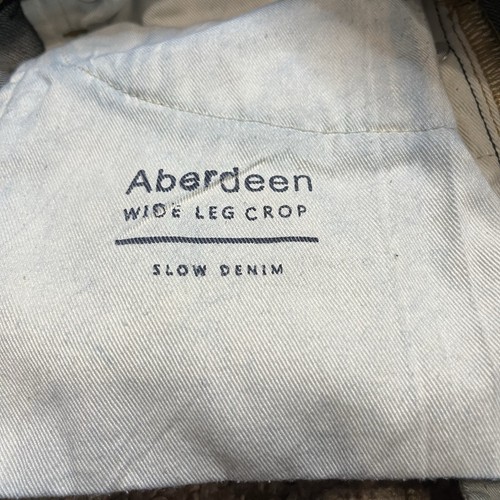 Aberdeen
WIDE LEG CROP
SLOW DENIM